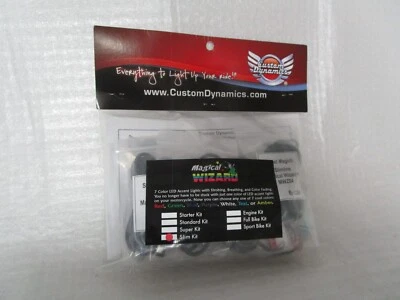 Custom
Dynamics
Everything to Light Up Your Ride!
www.CustomDynamics.com
Magical
WIZARD
7 Color LED Accent Lights with Strobing, Breathing, and Color Fading.
You no longer have to be stuck with just one color of LED accent lights
on your motorcycle. Now you can choose any one of 7 cool colors
Red, Green, Blue, Purple, White, Teal, or Amber.
Starter Kit
Engine Kit
Standard Kit
Full Bike Kit
Super Kit
Sport Bike Kit
Slim Kit